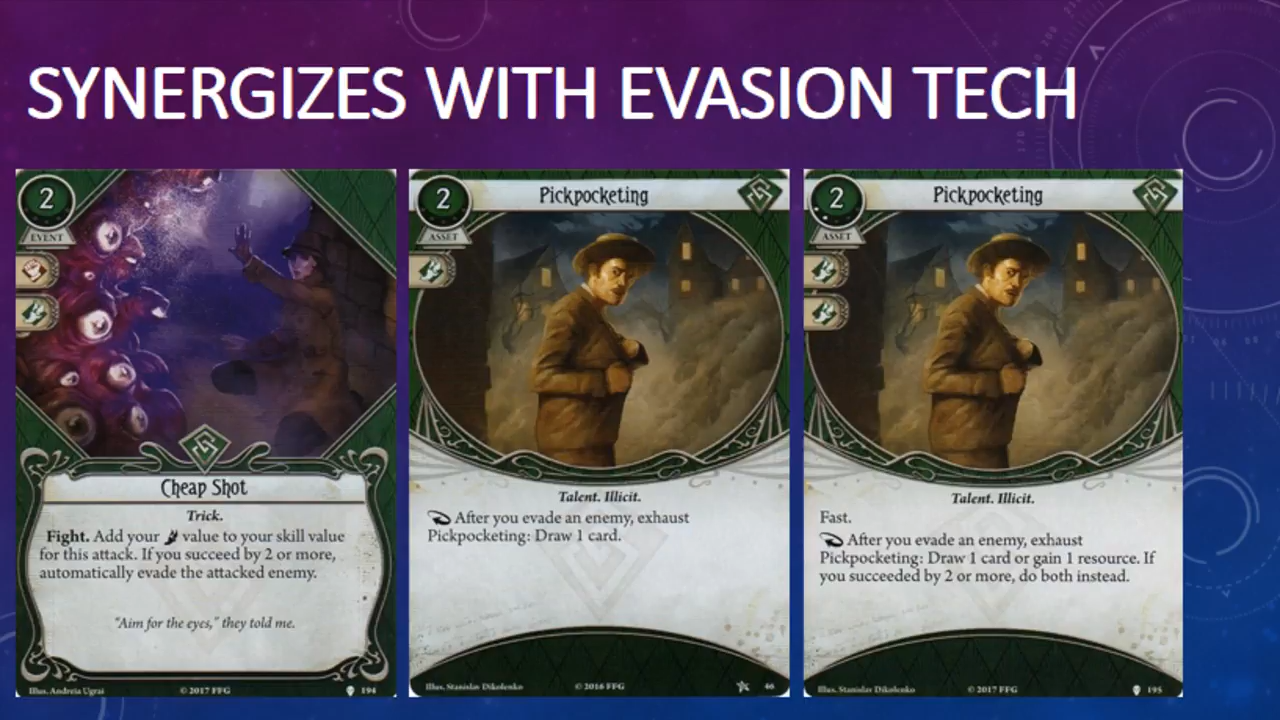 SYNERGIZES WITH EVASION TECH
2
EVENT
Cheap Shot
Trick.
Fight. Add your value to your skill value
for this attack. If you succeed by 2 or more,
automatically evade the attacked enemy.
"Aim for the eyes," they told me.
Illus. Andreia Ugrai
© 2017 FFG
194
2
ASSET
Pickpocketing
Talent. Illicit.
After you evade an enemy, exhaust
Pickpocketing: Draw 1 card.
Illus. Stanislav Dikolenko
© 2016 FFG
46
2
ASSET
Pickpocketing
Talent. Illicit.
Fast.
After you evade an enemy, exhaust
Pickpocketing: Draw 1 card or gain 1 resource. If
you succeeded by 2 or more, do both instead.
Illus. Stanislav Dikolenko
© 2017 FFG
195